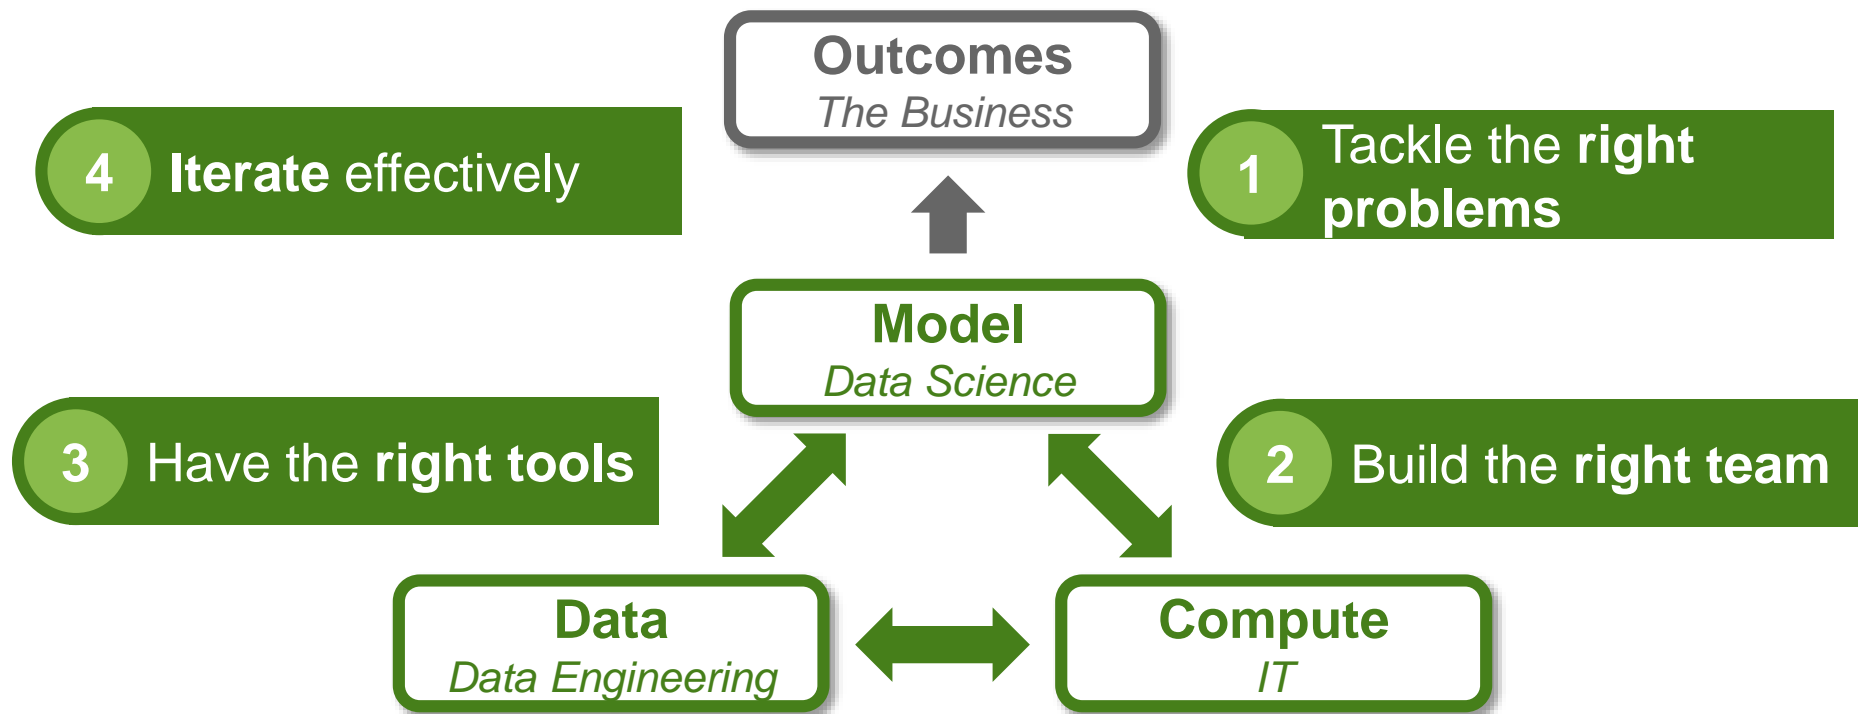 Outcomes
The Business
4
Iterate effectively
1
Tackle the right
problems
Model
Data Science
3
Have the right tools
2
Build the right team
Data
Data Engineering
Compute
IT